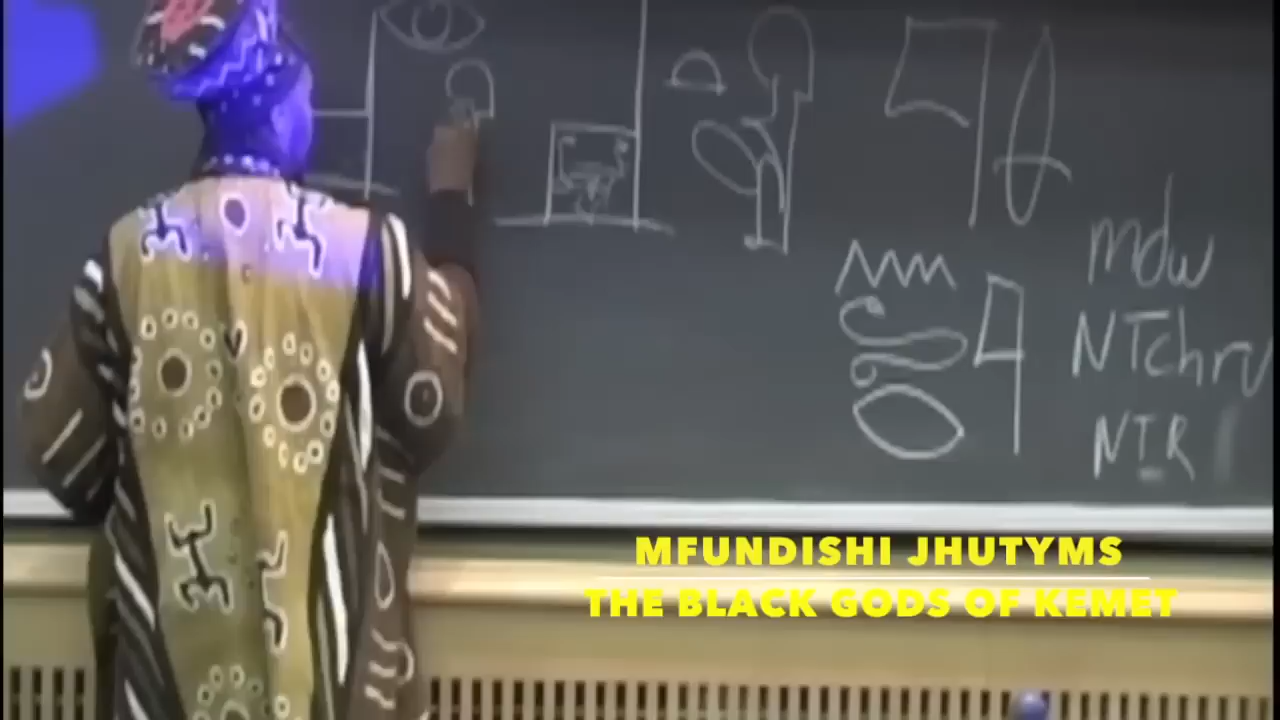 mdw
NTchru
NTR
MFUNDISHI JHUTYMS
THE BLACK GODS OF KEMET